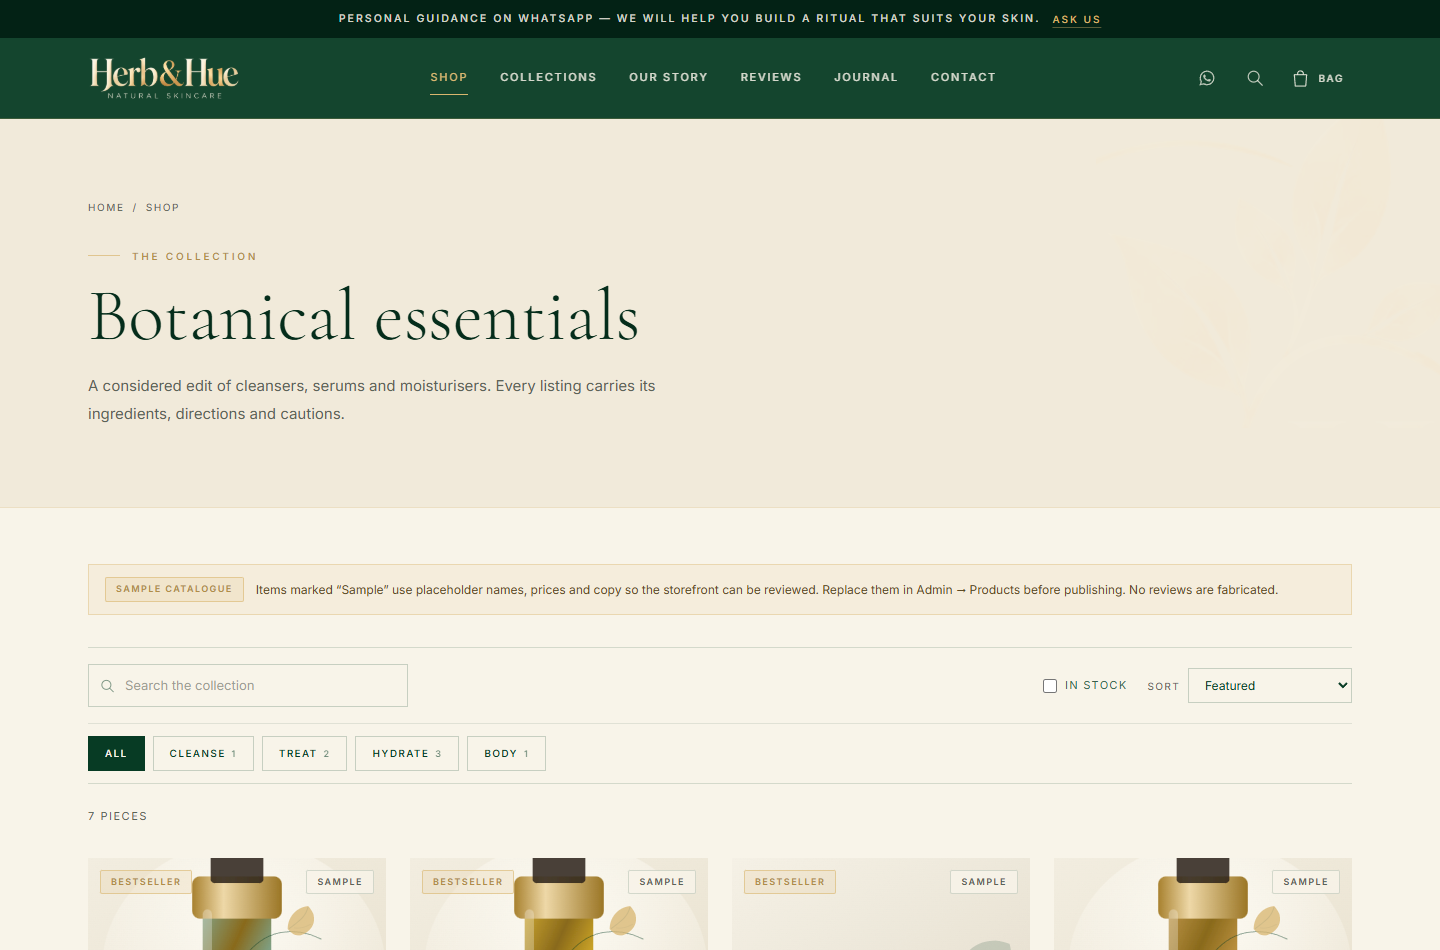 PERSONAL GUIDANCE ON WHATSAPP — WE WILL HELP YOU BUILD A RITUAL THAT SUITS YOUR SKIN. ASK US
Herb&Hue
NATURAL SKINCARE
SHOP COLLECTIONS OUR STORY REVIEWS JOURNAL CONTACT BAG
HOME / SHOP
THE COLLECTION
Botanical essentials
A considered edit of cleansers, serums and moisturisers. Every listing carries its
ingredients, directions and cautions.
SAMPLE CATALOGUE Items marked “Sample” use placeholder names, prices and copy so the storefront can be reviewed. Replace them in Admin → Products before publishing. No reviews are fabricated.
Search the collection IN STOCK SORT Featured
ALL CLEANSE 1 TREAT 2 HYDRATE 3 BODY 1
7 PIECES
BESTSELLER SAMPLE BESTSELLER SAMPLE BESTSELLER SAMPLE SAMPLE